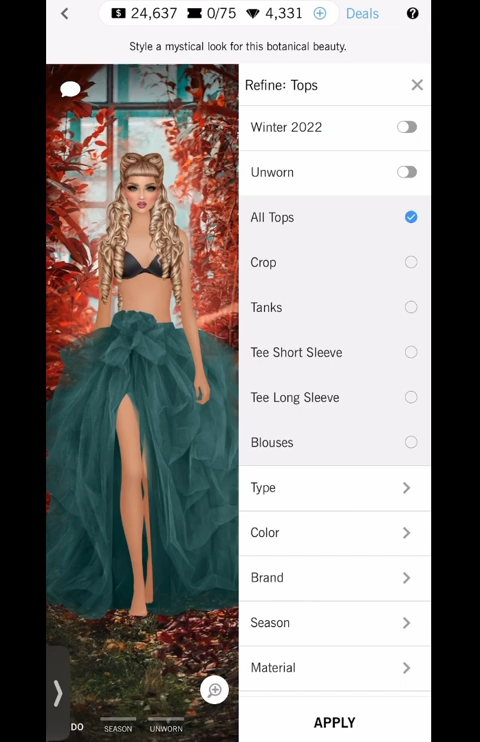 $ 24,637 0/75 4,331 Deals ?
Style a mystical look for this botanical beauty.
Refine: Tops
Winter 2022
Unworn
All Tops
Crop
Tanks
Tee Short Sleeve
Tee Long Sleeve
Blouses
Type
Color
Brand
Season
Material
DO SEASON UNWORN
APPLY